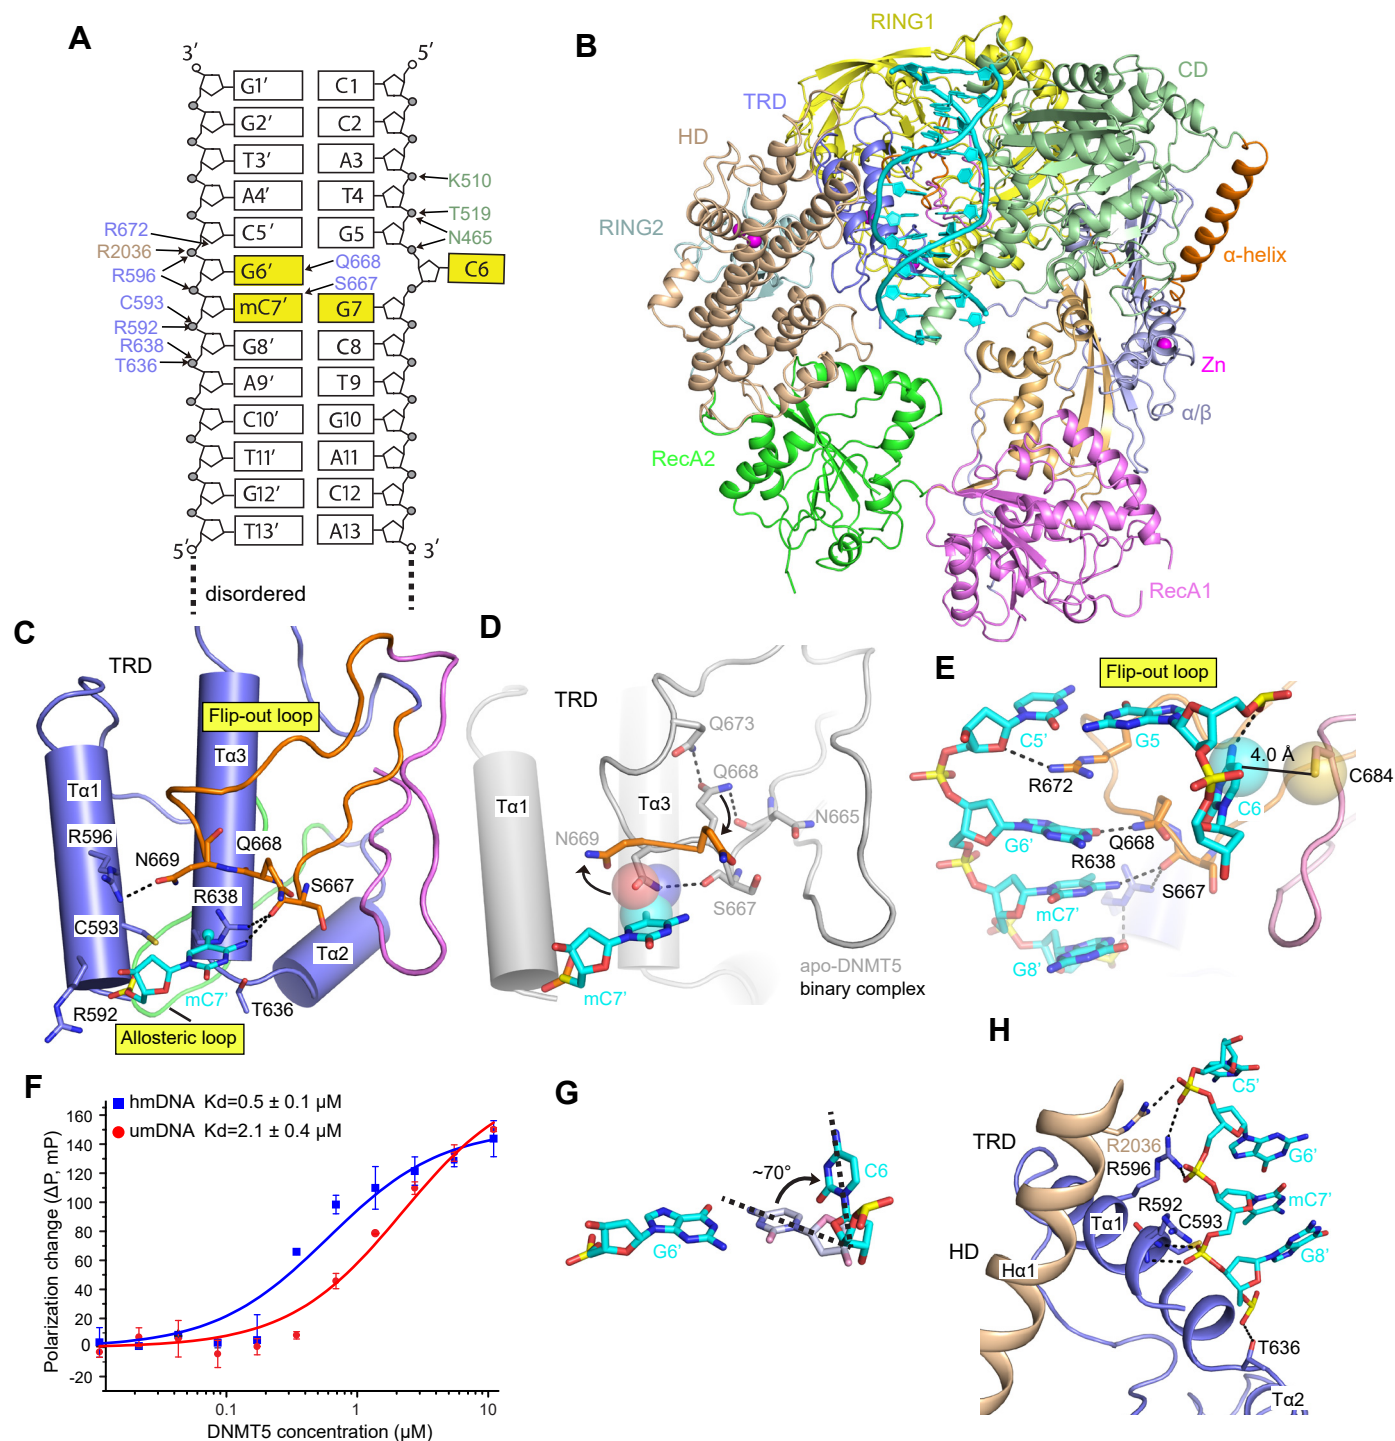 A
3′
5′
G1′
C1
G2′
C2
T3′
A3
A4′
T4
K510
C5′
G5
T519
N465
R672
R2036
R596
G6′
Q668
C6
S667
mC7′
G7
C593
R592
R638
T636
G8′
C8
A9′
T9
C10′
G10
T11′
A11
G12′
C12
T13′
A13
5′
3′
disordered
B
RING1
CD
TRD
HD
RING2
α-helix
Zn
α/β
RecA2
RecA1
C
TRD
Flip-out loop
Tα3
Tα1
R596
N669
Q668
S667
R638
C593
Tα2
mC7'
T636
R592
Allosteric loop
D
TRD
Q673
Q668
Tα1
Tα3
N669
N665
S667
mC7'
apo-DNMT5
binary complex
E
Flip-out loop
C5'
G5
4.0 Å
C684
R672
C6
G6'
Q668
R638
mC7'
S667
G8'
F
hmDNA Kd=0.5 ± 0.1 µM
umDNA Kd=2.1 ± 0.4 µM
Polarization change (ΔP, mP)
160
140
120
100
80
60
40
20
0
-20
0.1
1
10
DNMT5 concentration (µM)
G
~70°
C6
G6'
H
C5'
R2036
TRD
R596
G6'
mC7'
R592
Tα1
C593
G8'
HD
Hα1
T636
Tα2